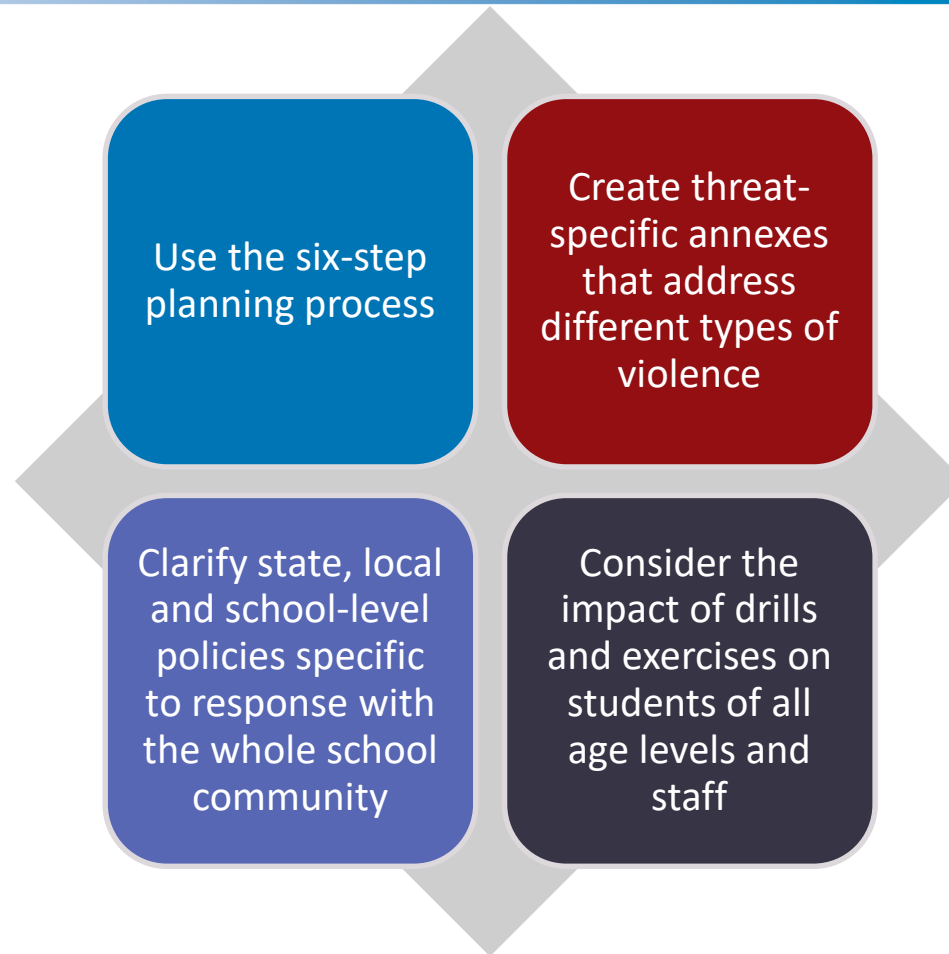 Use the six-step
planning process
Create threat-
specific annexes
that address
different types of
violence
Clarify state, local
and school-level
policies specific
to response with
the whole school
community
Consider the
impact of drills
and exercises on
students of all
age levels and
staff